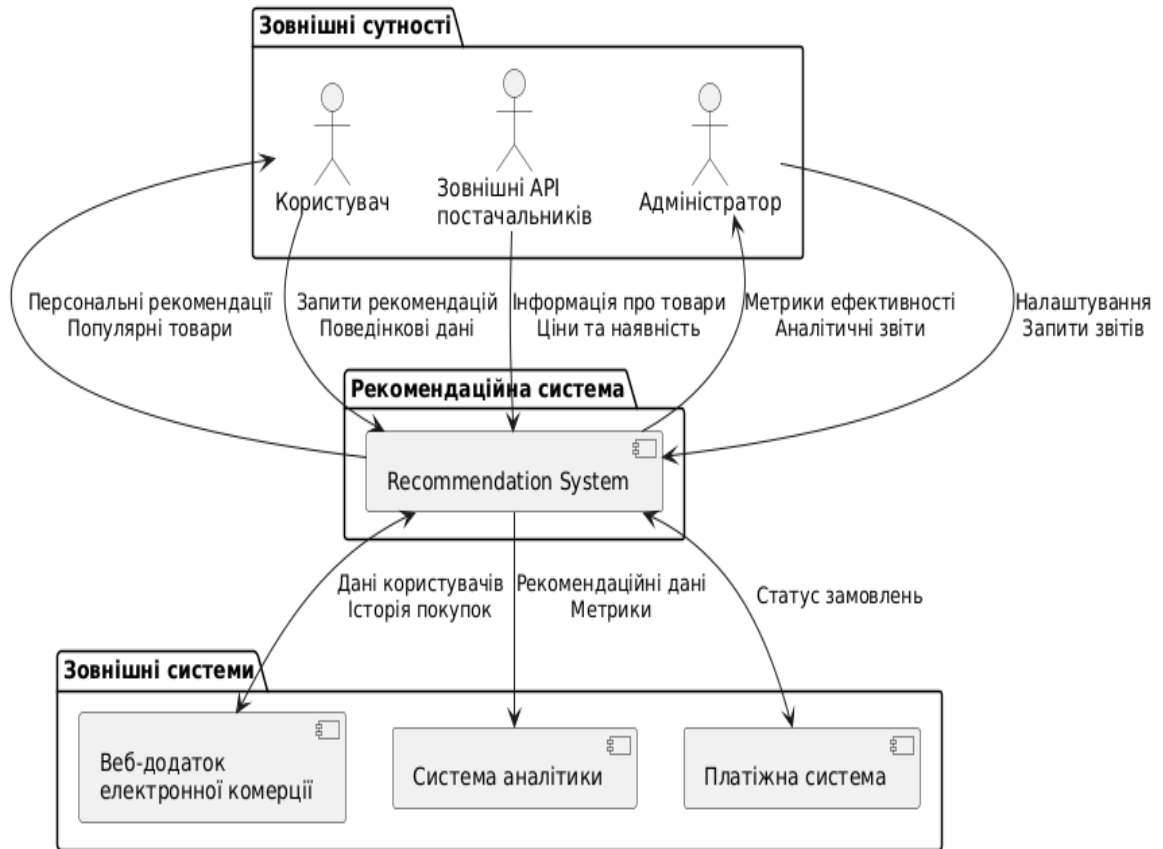 Зовнішні сутності
Користувач
Зовнішні API
постачальників
Адміністратор
Персональні рекомендації
Популярні товари
Запити рекомендацій
Поведінкові дані
Інформація про товари
Ціни та наявність
Метрики ефективності
Аналітичні звіти
Налаштування
Запити звітів
Рекомендаційна система
Recommendation System
Дані користувачів
Історія покупок
Рекомендаційні дані
Метрики
Статус замовлень
Зовнішні системи
Веб-додаток
електронної комерції
Система аналітики
Платіжна система